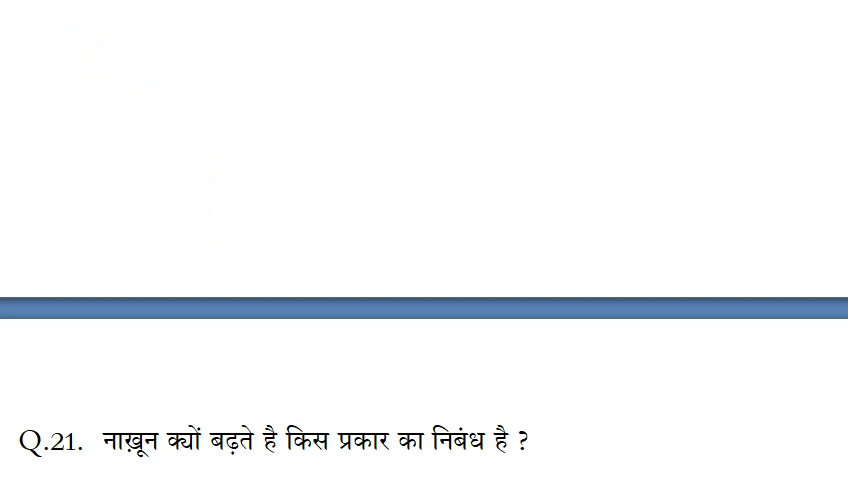 Q.21. नाख़ून क्यों बढ़ते है किस प्रकार का निबंध है ?